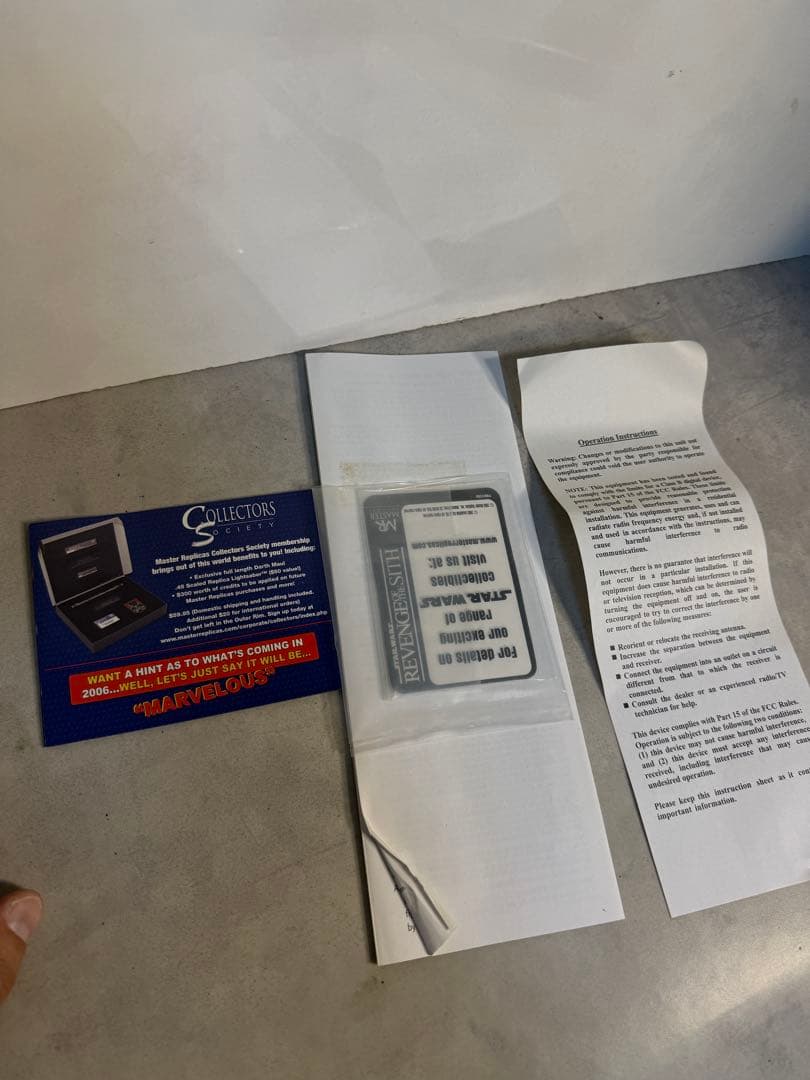 COLLECTORS
SOCIETY
Master Replicas Collectors Society membership
brings out of this world benefits to you! Including:
• Exclusive full length Darth Maul
.45 Scaled Replica Lightsaber™ ($50 value!)
• $300 worth of credits to be applied on future
Master Replicas purchases and more!
$29.95 (Domestic shipping and handling included.
Additional $20 for international orders)
Don't get left in the Outer Rim. Sign up today at
www.masterreplicas.com/corporate/collectors/index.php
WANT A HINT AS TO WHAT'S COMING IN
2006...WELL, LET'S JUST SAY IT WILL BE...
"MARVELOUS"
For details on
our exciting
range of
STAR WARS
collectibles
visit us at:
www.masterreplicas.com
STAR WARS
REVENGE OF THE SITH
MR
MASTER
by
Operation Instructions
Warning: Changes or modifications to this unit not
expressly approved by the party responsible for
compliance could void the user authority to operate
the equipment.
NOTE: This equipment has been tested and found
to comply with the limits for a Class B digital device,
pursuant to Part 15 of the FCC Rules. These limits
are designed to provide reasonable protection
against harmful interference in a residential
installation. This equipment generates, uses and can
radiate radio frequency energy and, if not installed
and used in accordance with the instructions, may
cause harmful interference to radio
communications.
However, there is no guarantee that interference will
not occur in a particular installation. If this
equipment does cause harmful interference to radio
or television reception, which can be determined by
turning the equipment off and on, the user is
encouraged to try to correct the interference by one
or more of the following measures:
■ Reorient or relocate the receiving antenna.
■ Increase the separation between the equipment
and receiver.
■ Connect the equipment into an outlet on a circuit
different from that to which the receiver is
connected.
■ Consult the dealer or an experienced radio/TV
technician for help.
This device complies with Part 15 of the FCC Rules.
Operation is subject to the following two conditions:
(1) this device may not cause harmful interference,
and (2) this device must accept any interference
received, including interference that may cause
undesired operation.
Please keep this instruction sheet as it cont
important information.